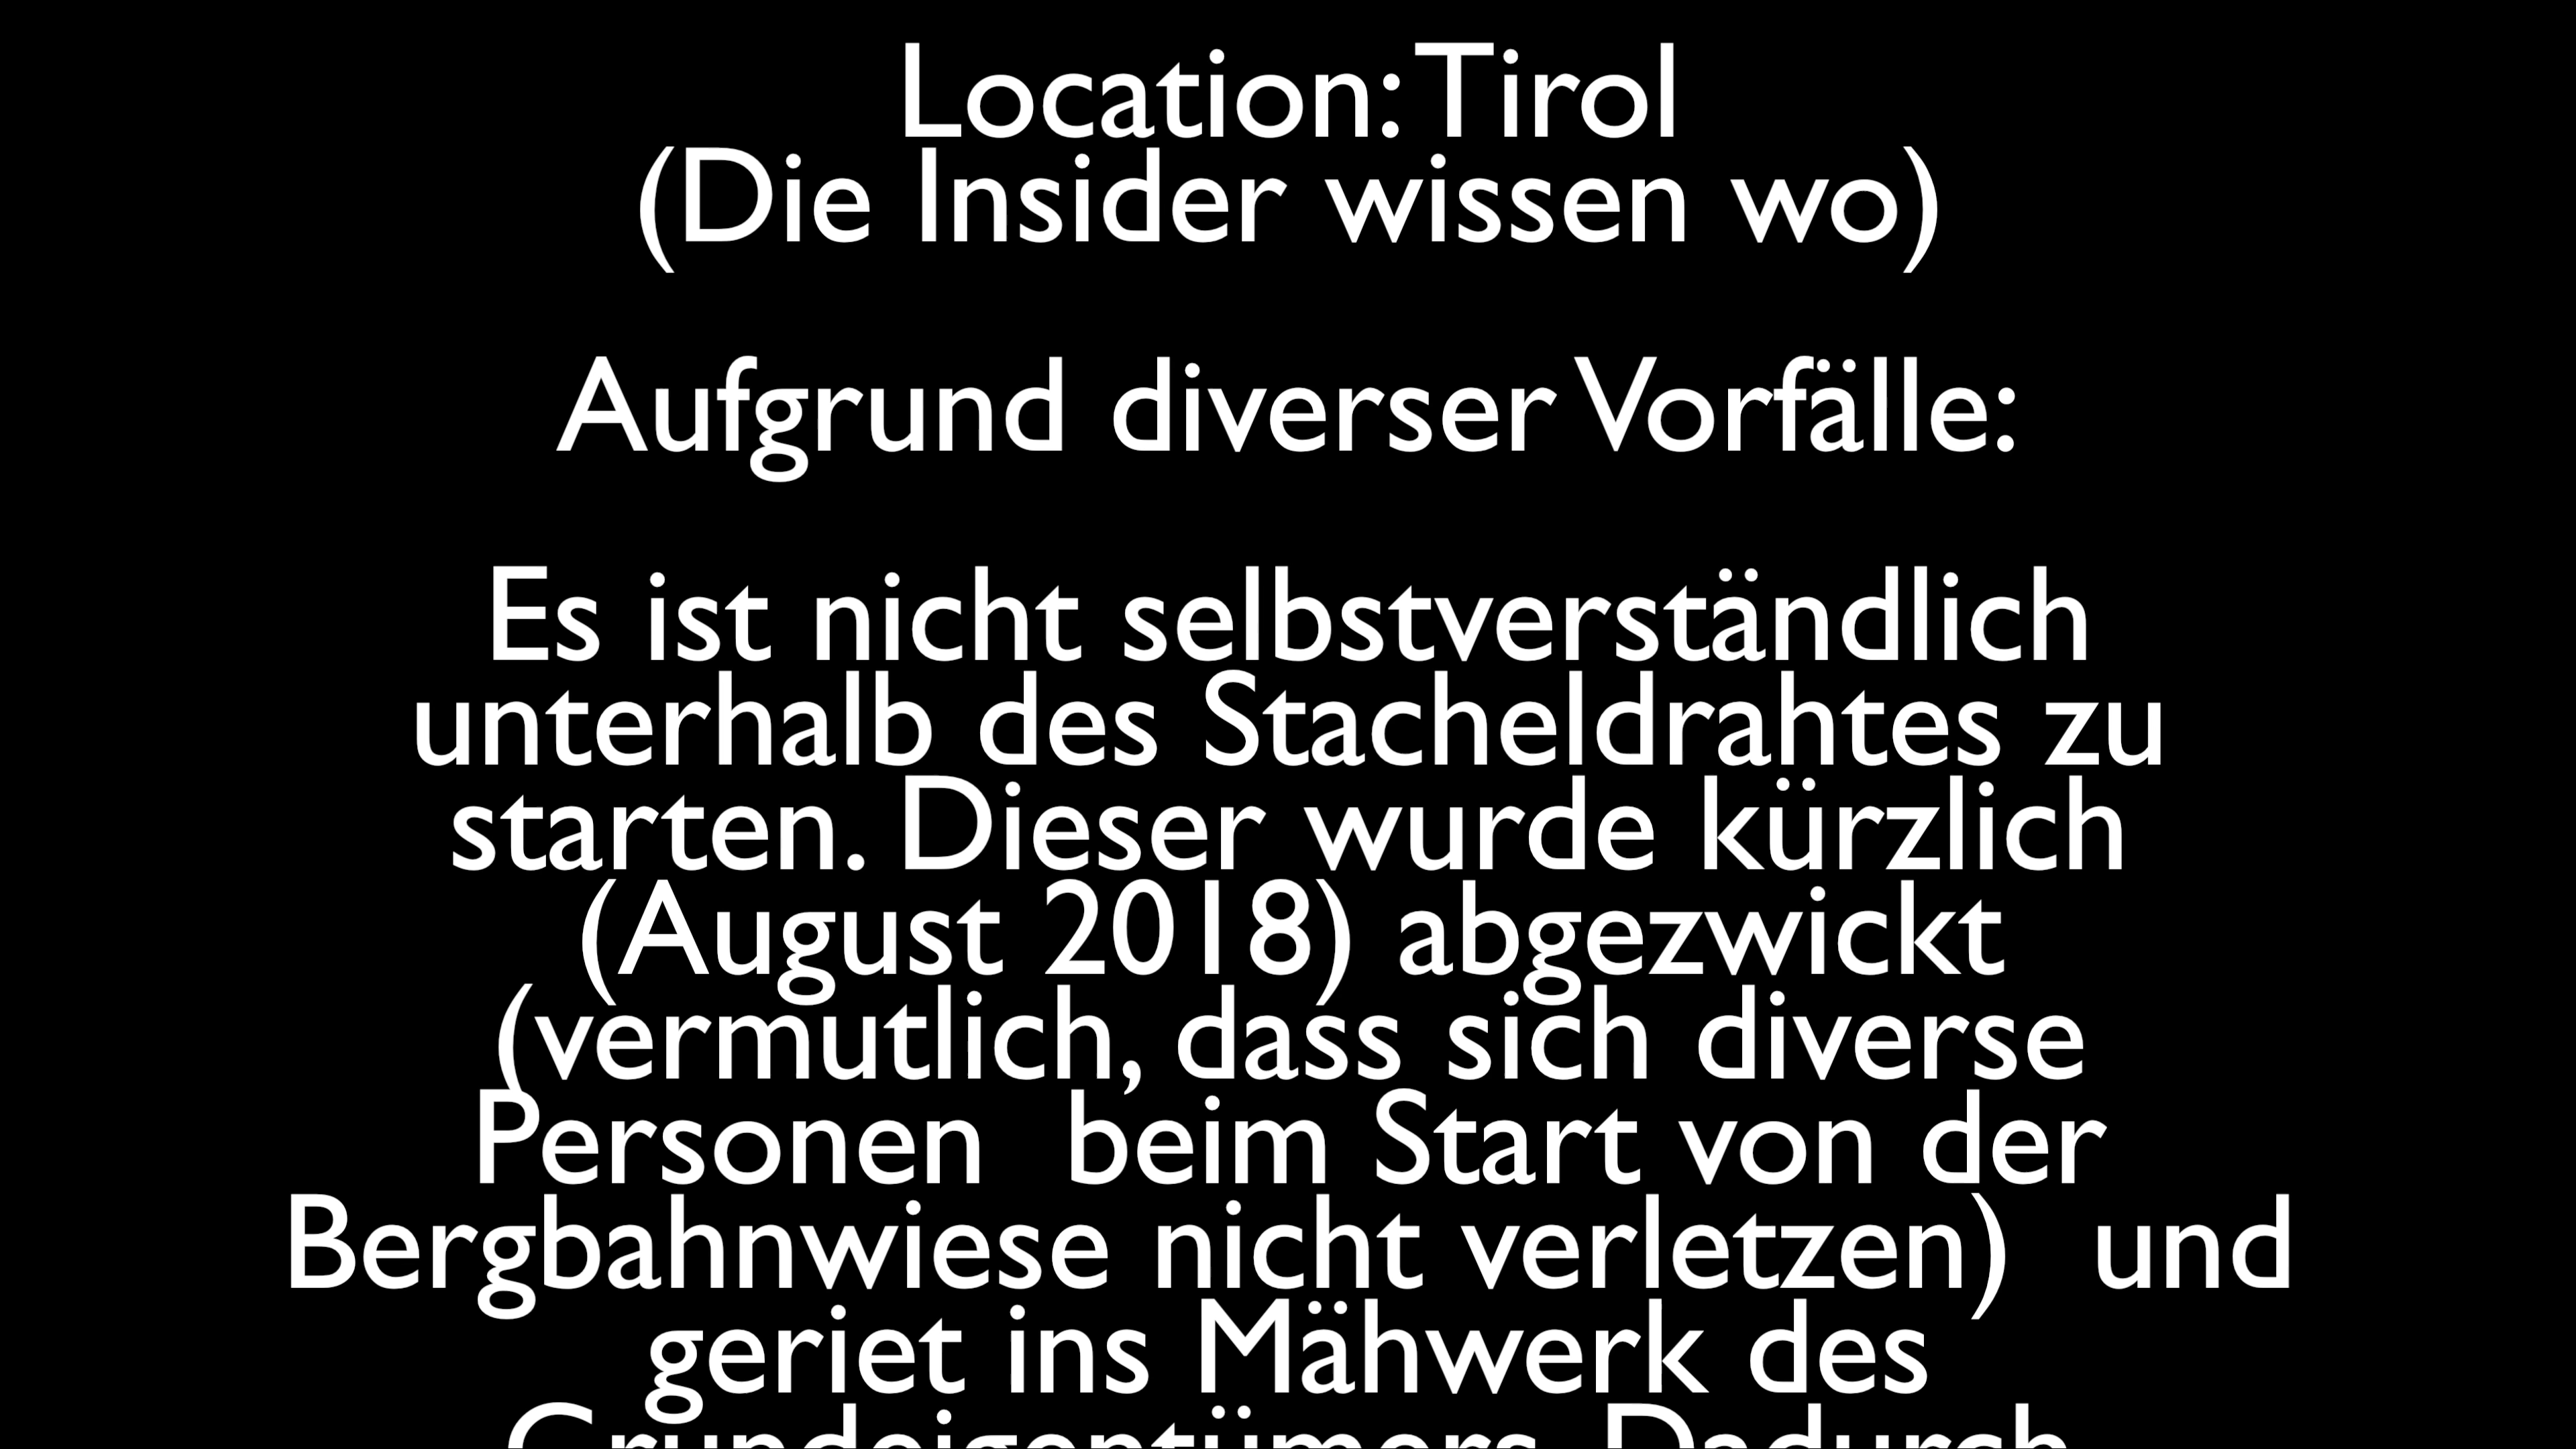 Location: Tirol
(Die Insider wissen wo)
Aufgrund diverser Vorfälle:
Es ist nicht selbstverständlich
unterhalb des Stacheldrahtes zu
starten. Dieser wurde kürzlich
(August 2018) abgezwickt
(vermutlich, dass sich diverse
Personen beim Start von der
Bergbahnwiese nicht verletzen) und
geriet ins Mähwerk des
Grundeigentümers. Dadurch